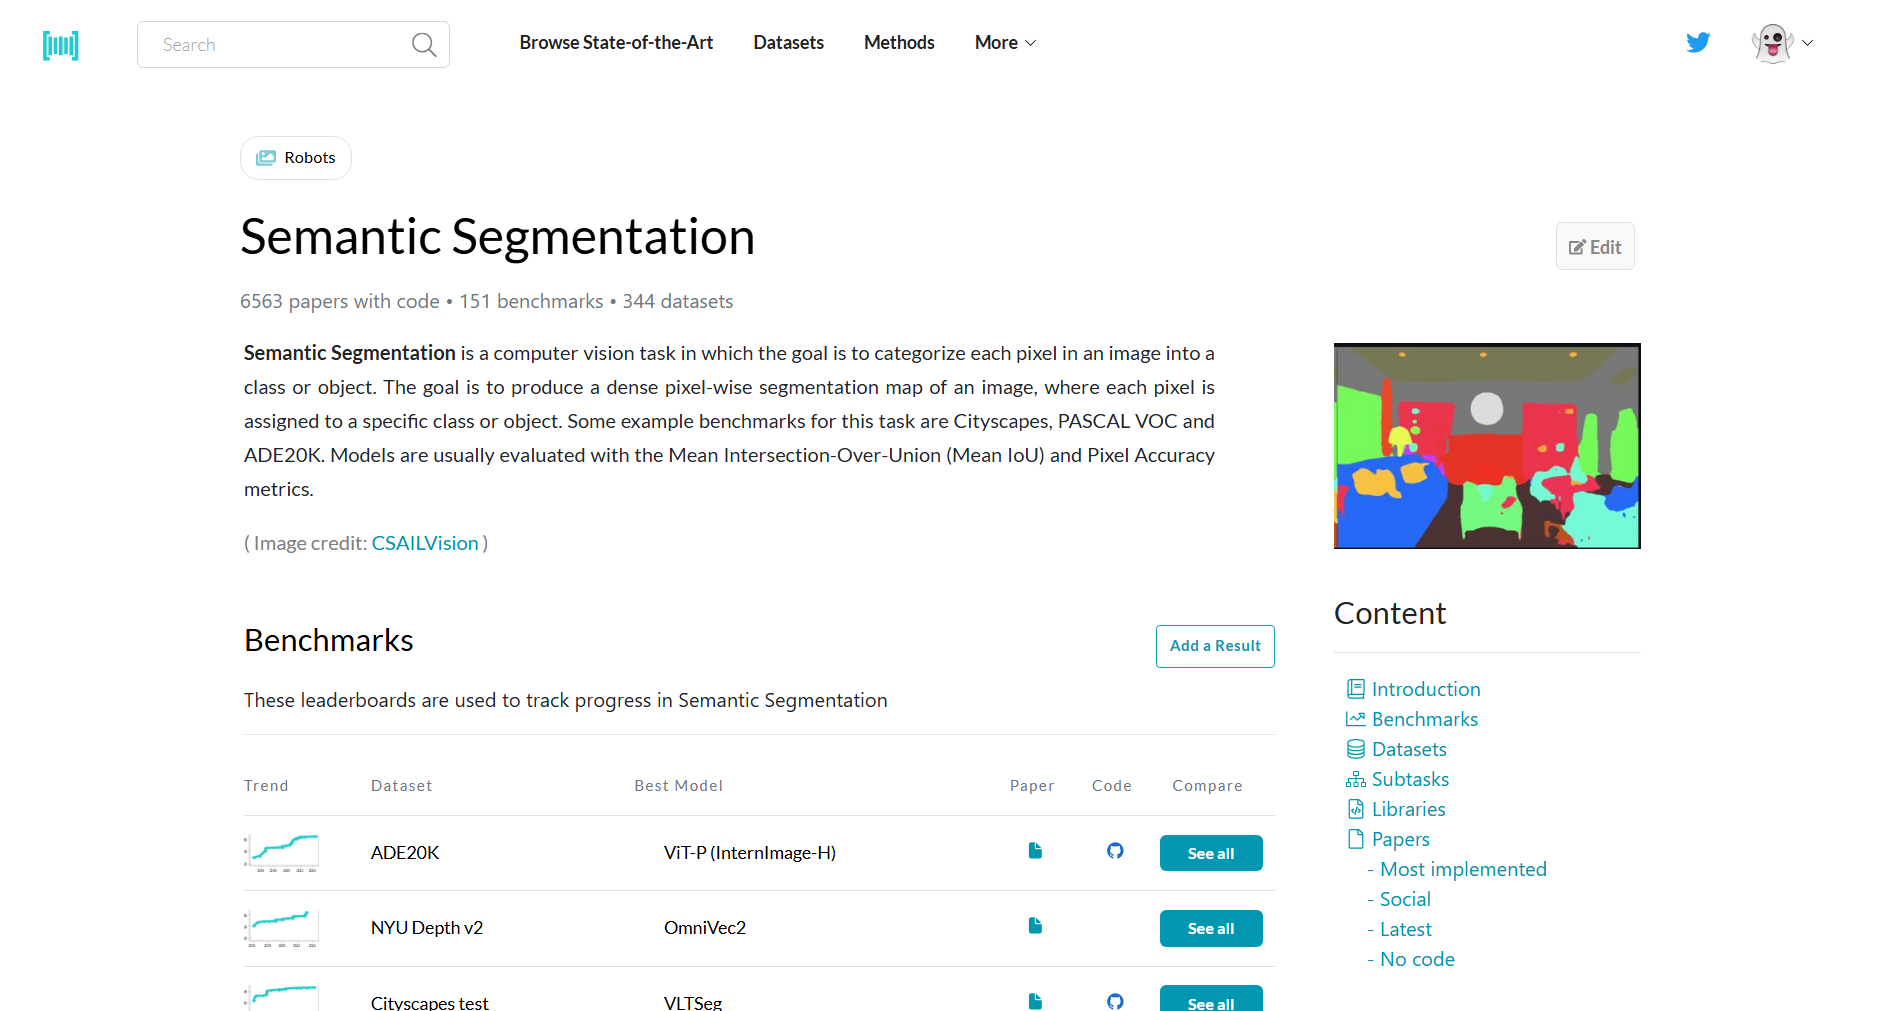 Search
Browse State-of-the-Art
Datasets
Methods
More
Robots
Semantic Segmentation
Edit
6563 papers with code • 151 benchmarks • 344 datasets
Semantic Segmentation is a computer vision task in which the goal is to categorize each pixel in an image into a
class or object. The goal is to produce a dense pixel-wise segmentation map of an image, where each pixel is
assigned to a specific class or object. Some example benchmarks for this task are Cityscapes, PASCAL VOC and
ADE20K. Models are usually evaluated with the Mean Intersection-Over-Union (Mean IoU) and Pixel Accuracy
metrics.
( Image credit: CSAILVision )
Benchmarks
Add a Result
These leaderboards are used to track progress in Semantic Segmentation
Trend Dataset Best Model Paper Code Compare
ADE20K ViT-P (InternImage-H) See all
NYU Depth v2 OmniVec2 See all
Cityscapes test VLTSeg See all
Content
Introduction
Benchmarks
Datasets
Subtasks
Libraries
Papers
- Most implemented
- Social
- Latest
- No code